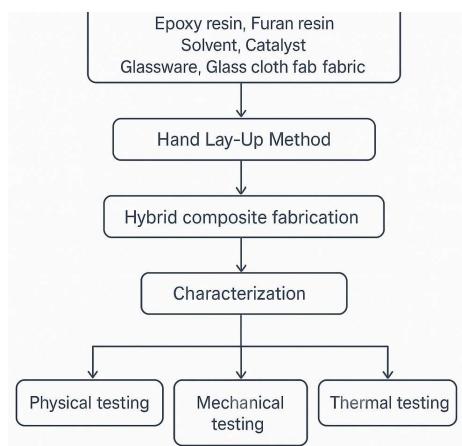 Epoxy resin, Furan resin
Solvent, Catalyst
Glassware, Glass cloth fab fabric
Hand Lay-Up Method
Hybrid composite fabrication
Characterization
Physical testing
Mechanical
testing
Thermal testing